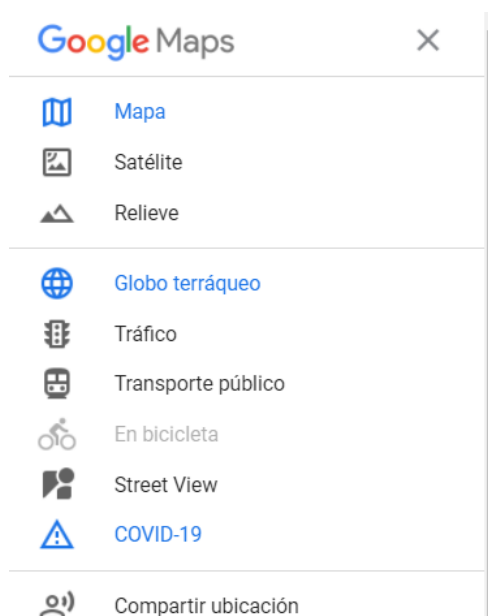 Google Maps
Mapa
Satélite
Relieve
Globo terráqueo
Tráfico
Transporte público
En bicicleta
Street View
COVID-19
Compartir ubicación